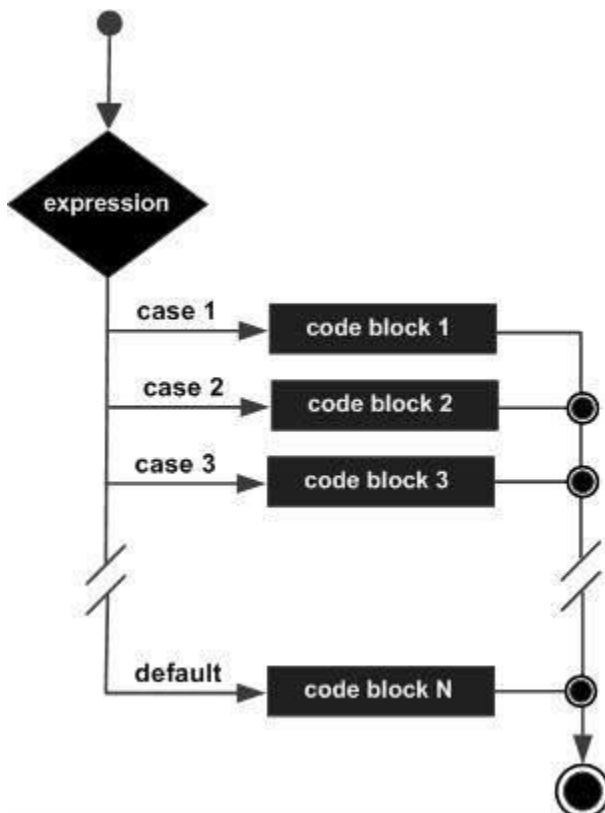 expression
case 1
code block 1
case 2
code block 2
case 3
code block 3
default
code block N